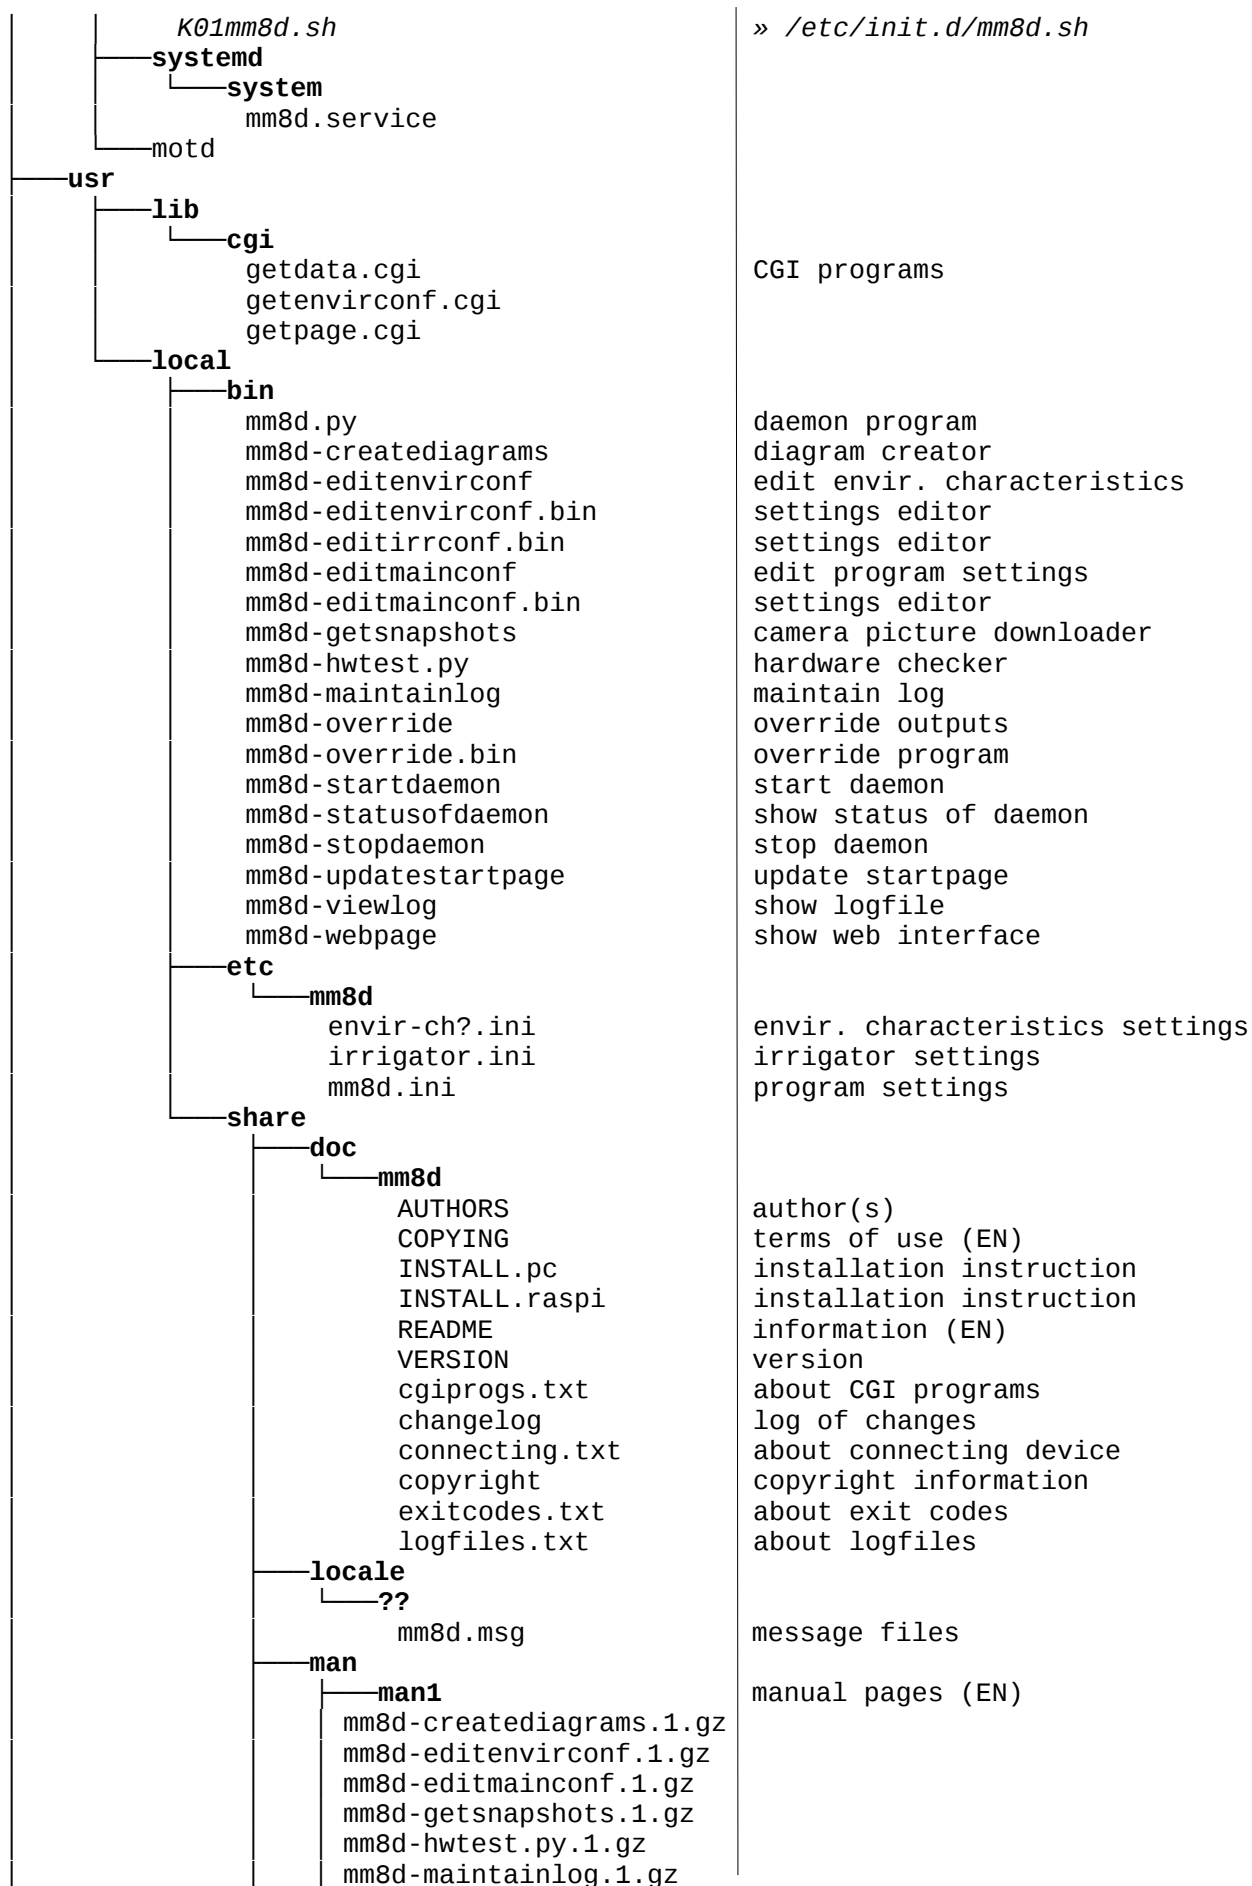 K01mm8d.sh » /etc/init.d/mm8d.sh
systemd
system
mm8d.service
motd
usr
lib
cgi
getdata.cgi CGI programs
getenvirconf.cgi
getpage.cgi
local
bin
mm8d.py daemon program
mm8d-creatediagrams diagram creator
mm8d-editenvirconf edit envir. characteristics
mm8d-editenvirconf.bin settings editor
mm8d-editirrconf.bin settings editor
mm8d-editmainconf edit program settings
mm8d-editmainconf.bin settings editor
mm8d-getsnapshots camera picture downloader
mm8d-hwtest.py hardware checker
mm8d-maintainlog maintain log
mm8d-override override outputs
mm8d-override.bin override program
mm8d-startdaemon start daemon
mm8d-statusofdaemon show status of daemon
mm8d-stopdaemon stop daemon
mm8d-updatestartpage update startpage
mm8d-viewlog show logfile
mm8d-webpage show web interface
etc
mm8d
envir-ch?.ini envir. characteristics settings
irrigator.ini irrigator settings
mm8d.ini program settings
share
doc
mm8d
AUTHORS author(s)
COPYING terms of use (EN)
INSTALL.pc installation instruction
INSTALL.raspi installation instruction
README information (EN)
VERSION version
cgiprogs.txt about CGI programs
changelog log of changes
connecting.txt about connecting device
copyright copyright information
exitcodes.txt about exit codes
logfiles.txt about logfiles
locale
??
mm8d.msg message files
man
man1 manual pages (EN)
mm8d-creatediagrams.1.gz
mm8d-editenvirconf.1.gz
mm8d-editmainconf.1.gz
mm8d-getsnapshots.1.gz
mm8d-hwtest.py.1.gz
mm8d-maintainlog.1.gz